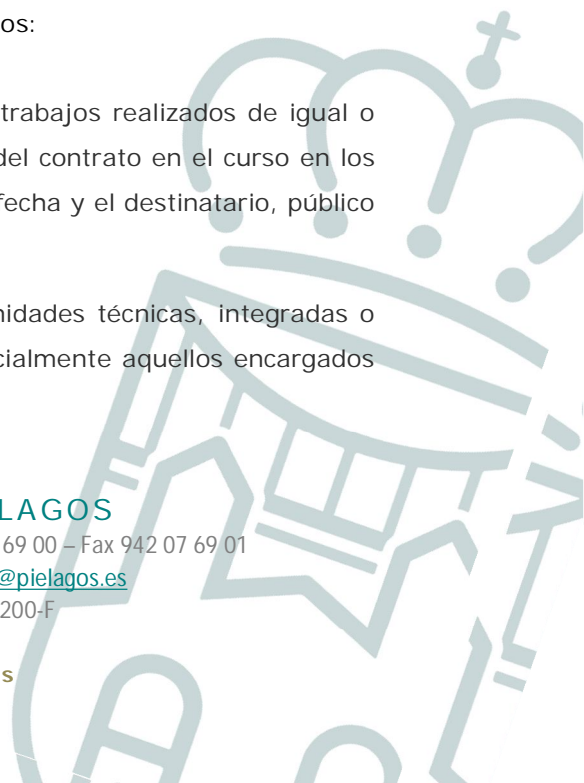 os:
trabajos realizados de igual o
del contrato en el curso en los
fecha y el destinatario, público
nidades técnicas, integradas o
cialmente aquellos encargados
LAGOS
69 00 – Fax 942 07 69 01
@pielagos.es
200-F
s